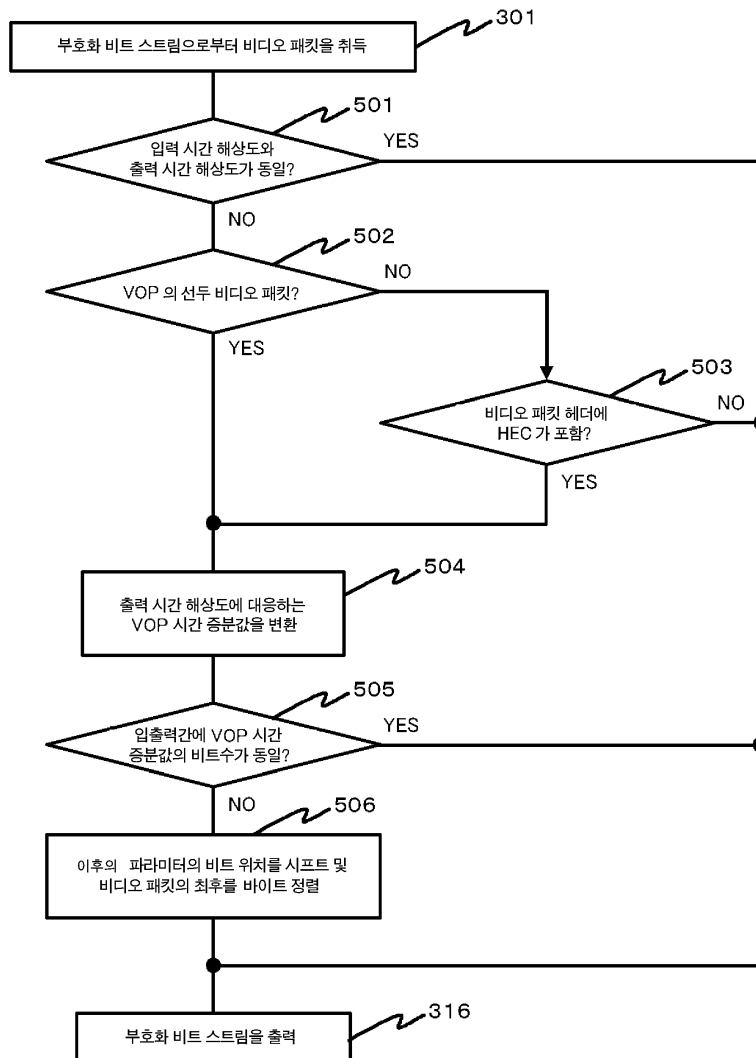 301
부호화 비트 스트림으로부터 비디오 패킷을 취득
501
입력 시간 해상도와
출력 시간 해상도가 동일?
YES
NO
502
VOP 의 선두 비디오 패킷?
NO
YES
503
비디오 패킷 헤더에
HEC 가 포함?
NO
YES
504
출력 시간 해상도에 대응하는
VOP 시간 증분값을 변환
505
입출력간에 VOP 시간
증분값의 비트수가 동일?
YES
NO
506
이후의 파라미터의 비트 위치를 시프트 및
비디오 패킷의 최후를 바이트 정렬
316
부호화 비트 스트림을 출력